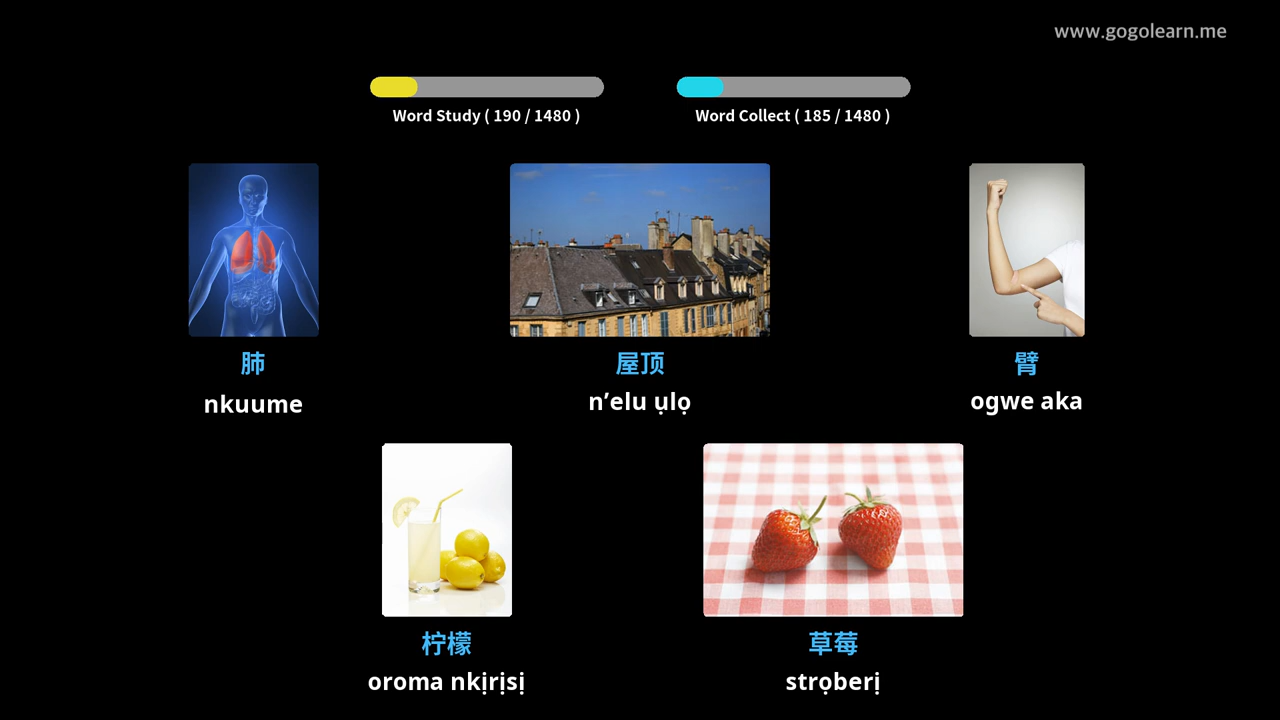 www.gogolearn.me
Word Study ( 190 / 1480 )
Word Collect ( 185 / 1480 )
肺
屋顶
臂
nkuume
n’elu ụlọ
ogwe aka
柠檬
草莓
oroma nkịrịsị
strọberị